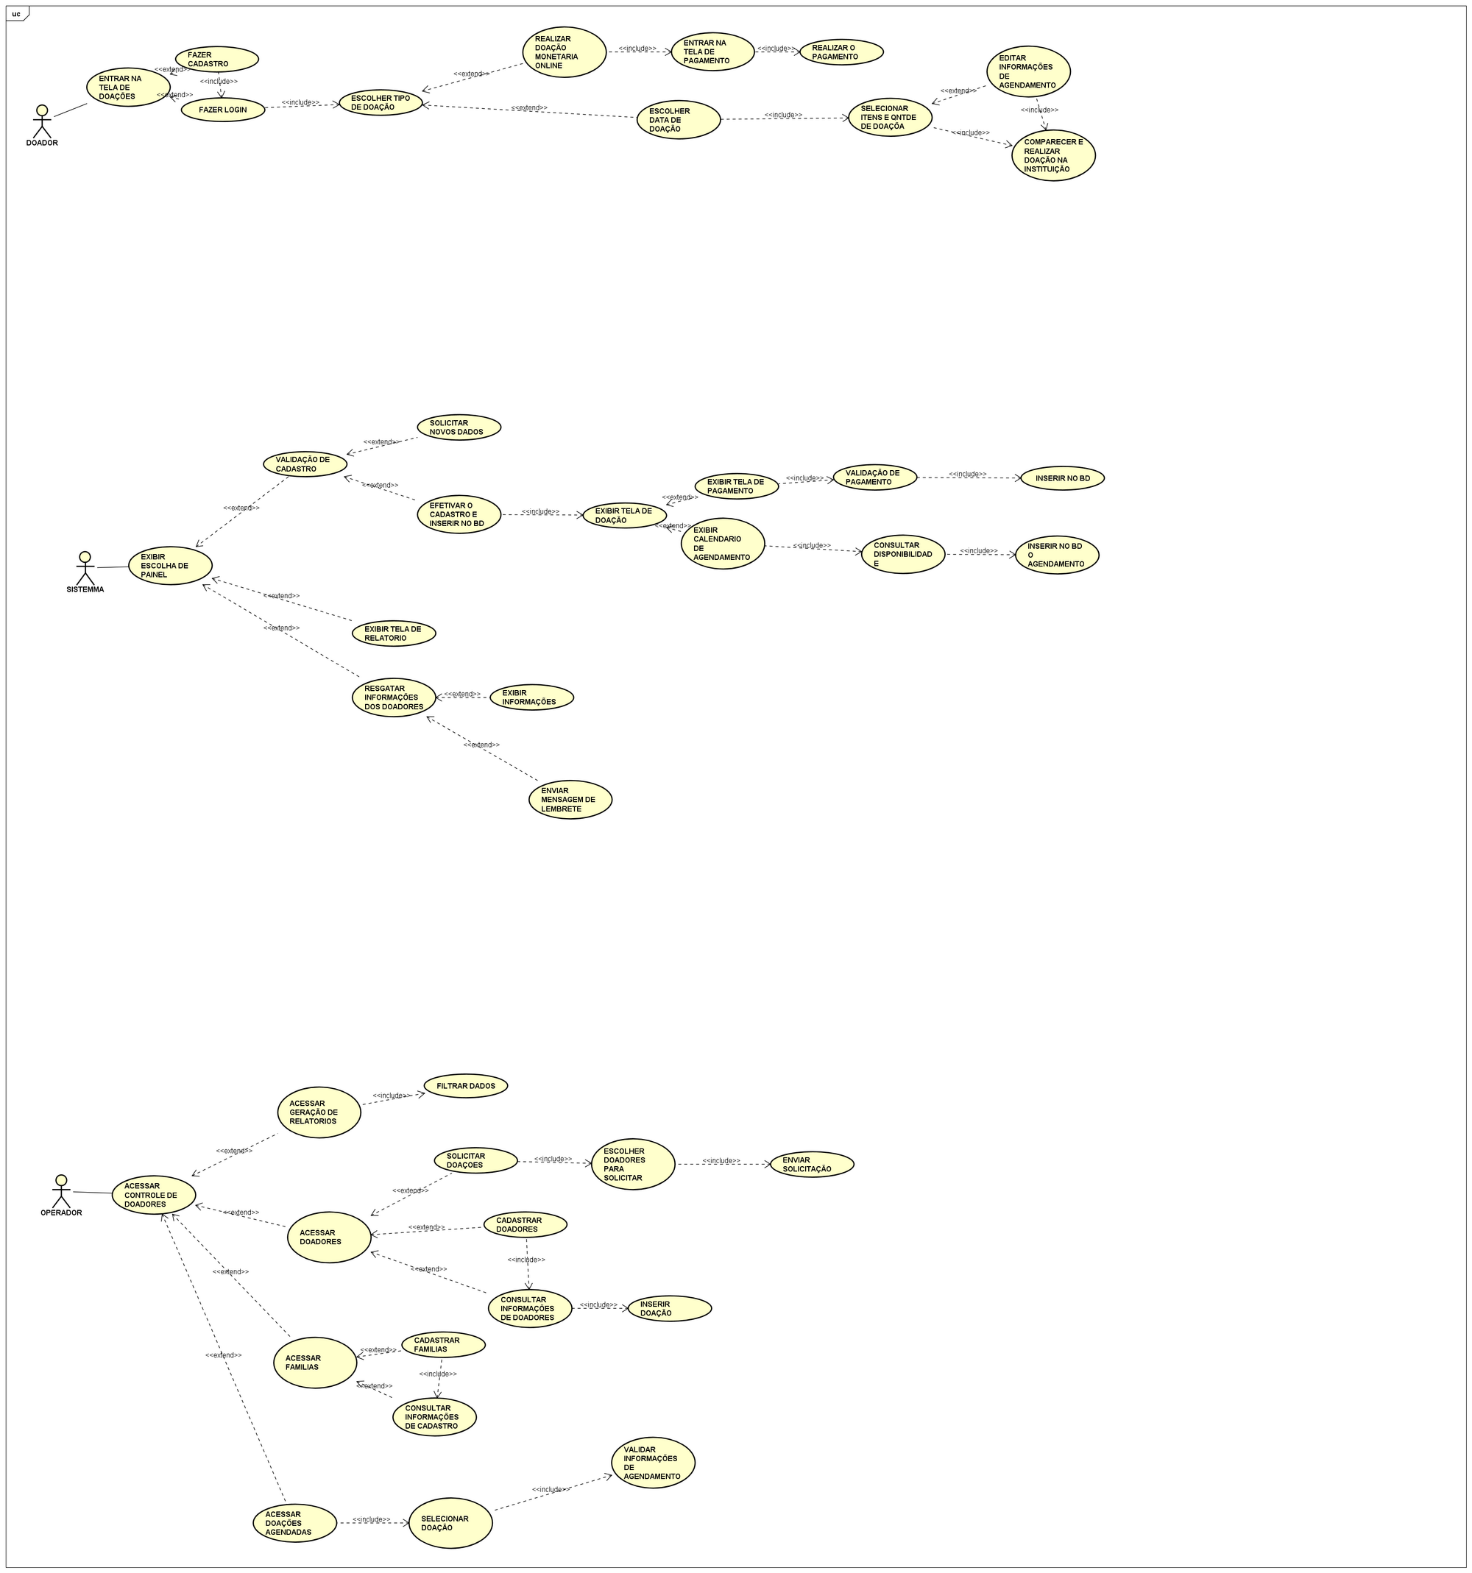 uc
FAZER
CADASTRO
<<extend>>
<<include>>
ENTRAR NA
TELA DE
DOAÇÕES
<<extend>>
FAZER LOGIN
<<include>>
DOADOR
ESCOLHER TIPO
DE DOAÇÃO
<<extend>>
<<extend>>
REALIZAR
DOAÇÃO
MONETARIA
ONLINE
<<include>>
ENTRAR NA
TELA DE
PAGAMENTO
<<include>>
REALIZAR O
PAGAMENTO
ESCOLHER
DATA DE
DOAÇÃO
<<include>>
SELECIONAR
ITENS E QNTDE
DE DOAÇÕA
<<extend>>
<<include>>
EDITAR
INFORMAÇÕES
DE
AGENDAMENTO
<<include>>
COMPARECER E
REALIZAR
DOAÇÃO NA
INSTITUIÇÃO
SOLICITAR
NOVOS DADOS
<<extend>>
VALIDAÇÃO DE
CADASTRO
<<extend>>
EFETIVAR O
CADASTRO E
INSERIR NO BD
<<include>>
<<extend>>
EXIBIR TELA DE
DOAÇÃO
<<extend>>
<<extend>>
EXIBIR TELA DE
PAGAMENTO
<<include>>
VALIDAÇÃO DE
PAGAMENTO
<<include>>
INSERIR NO BD
EXIBIR
CALENDARIO
DE
AGENDAMENTO
<<include>>
CONSULTAR
DISPONIBILIDAD
E
<<include>>
INSERIR NO BD
O
AGENDAMENTO
SISTEMMA
EXIBIR
ESCOLHA DE
PAINEL
<<extend>>
<<extend>>
EXIBIR TELA DE
RELATORIO
RESGATAR
INFORMAÇÕES
DOS DOADORES
<<extend>>
EXIBIR
INFORMAÇÕES
<<extend>>
ENVIAR
MENSAGEM DE
LEMBRETE
ACESSAR
GERAÇÃO DE
RELATORIOS
<<include>>
FILTRAR DADOS
<<extend>>
OPERADOR
ACESSAR
CONTROLE DE
DOADORES
<<extend>>
SOLICITAR
DOAÇOES
<<include>>
ESCOLHER
DOADORES
PARA
SOLICITAR
<<include>>
ENVIAR
SOLICITAÇÃO
<<extend>>
ACESSAR
DOADORES
<<extend>>
CADASTRAR
DOADORES
<<include>>
<<extend>>
CONSULTAR
INFORMAÇÕES
DE DOADORES
<<include>>
INSERIR
DOAÇÃO
<<extend>>
ACESSAR
FAMILIAS
<<extend>>
CADASTRAR
FAMILIAS
<<include>>
<<extend>>
CONSULTAR
INFORMAÇÕES
DE CADASTRO
<<extend>>
ACESSAR
DOAÇÕES
AGENDADAS
<<include>>
SELECIONAR
DOAÇÃO
<<include>>
VALIDAR
INFORMAÇÕES
DE
AGENDAMENTO